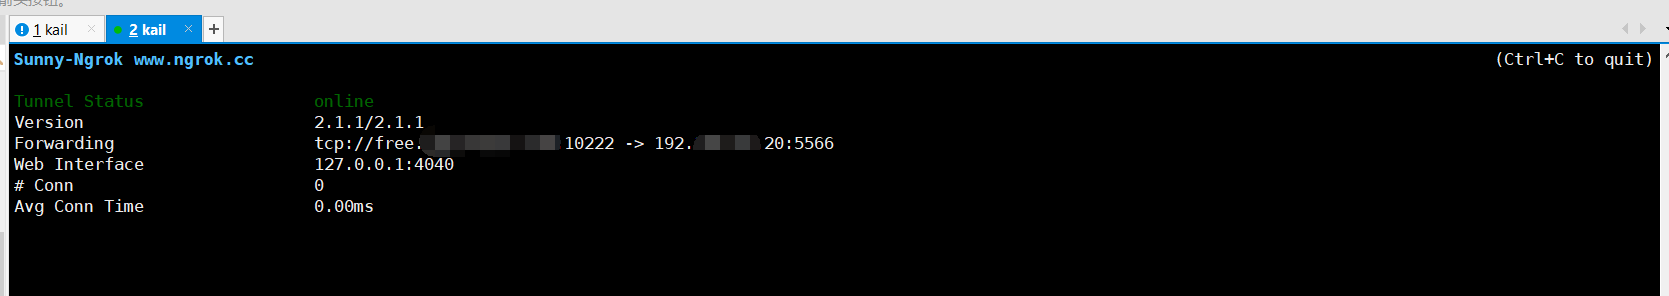 1 kail
2 kail
Sunny-Ngrok www.ngrok.cc (Ctrl+C to quit)
Tunnel Status online
Version 2.1.1/2.1.1
Forwarding tcp://free. 10222 -> 192. 20:5566
Web Interface 127.0.0.1:4040
# Conn 0
Avg Conn Time 0.00ms